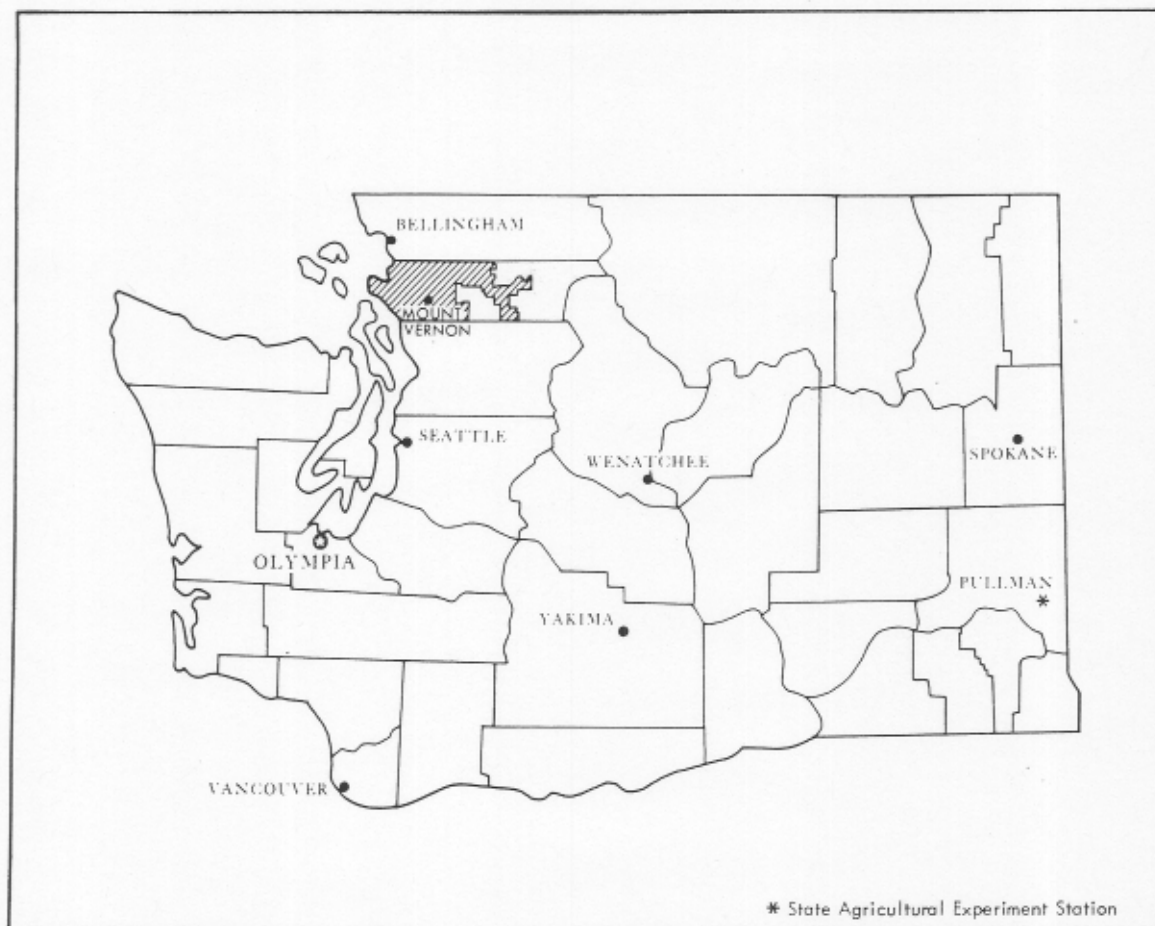 BELLINGHAM
MOUNT
VERNON
SEATTLE
WENATCHEE
SPOKANE
OLYMPIA
PULLMAN
*
YAKIMA
VANCOUVER
* State Agricultural Experiment Station